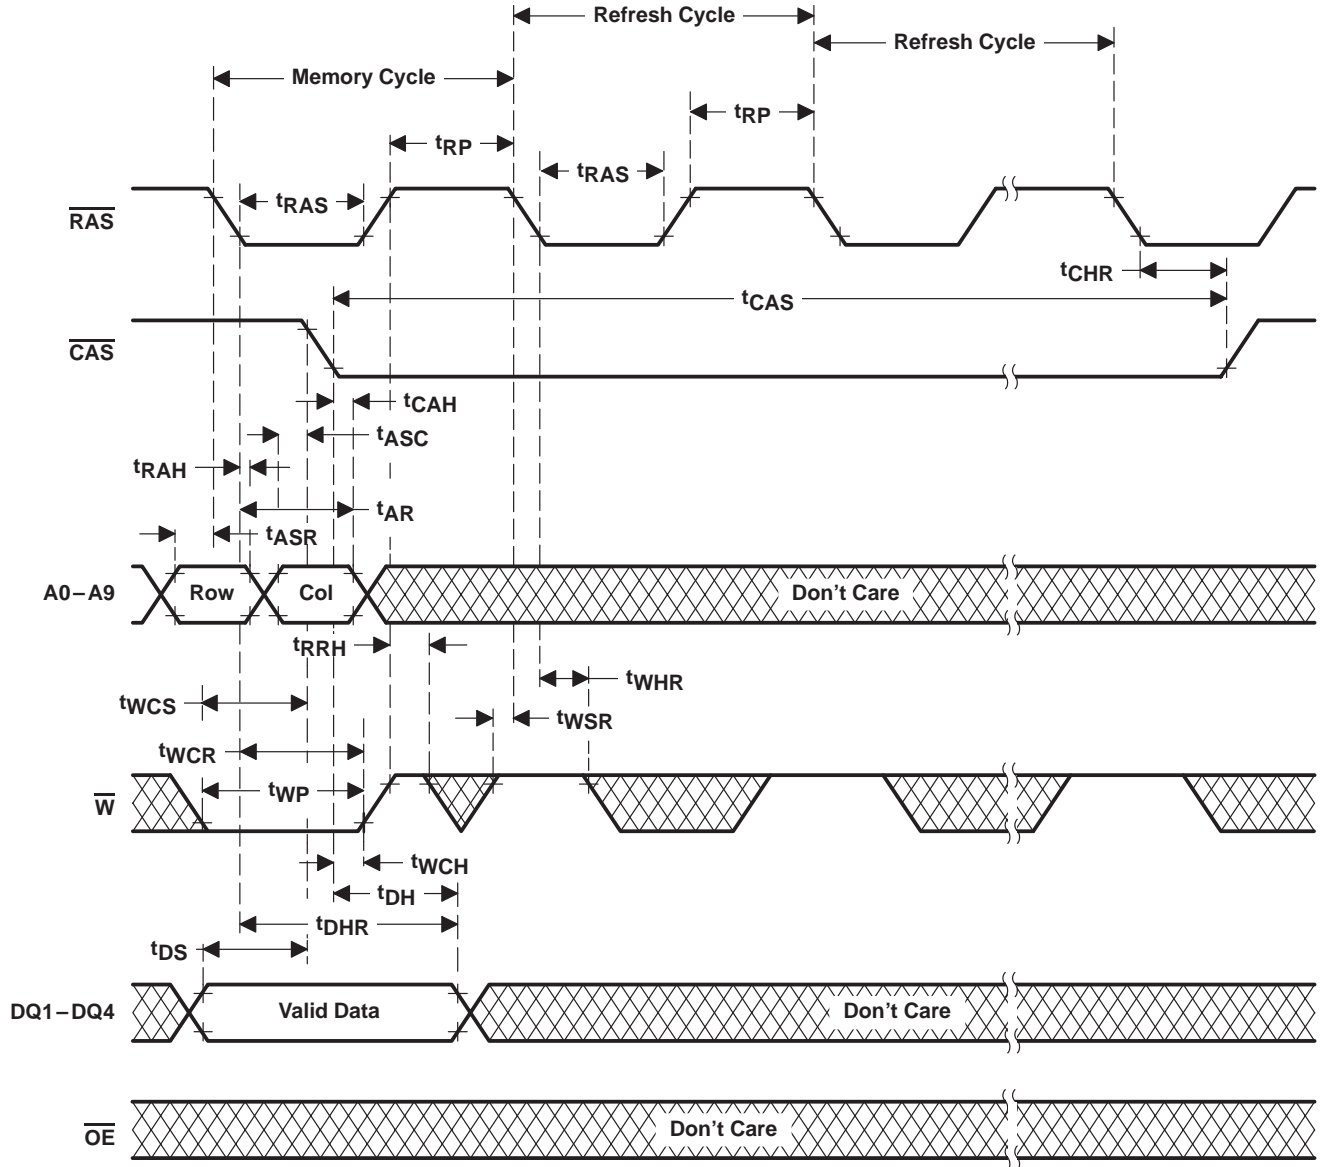 Refresh Cycle
Refresh Cycle
Memory Cycle
tRP
tRP
tRAS
tRAS
RAS
tCHR
tCAS
CAS
tCAH
tASC
tRAH
tAR
tASR
A0–A9
Row
Col
Don't Care
tRRH
tWHR
tWCS
tWSR
tWCR
tWP
W
tWCH
tDH
tDHR
tDS
DQ1–DQ4
Valid Data
Don't Care
OE
Don't Care